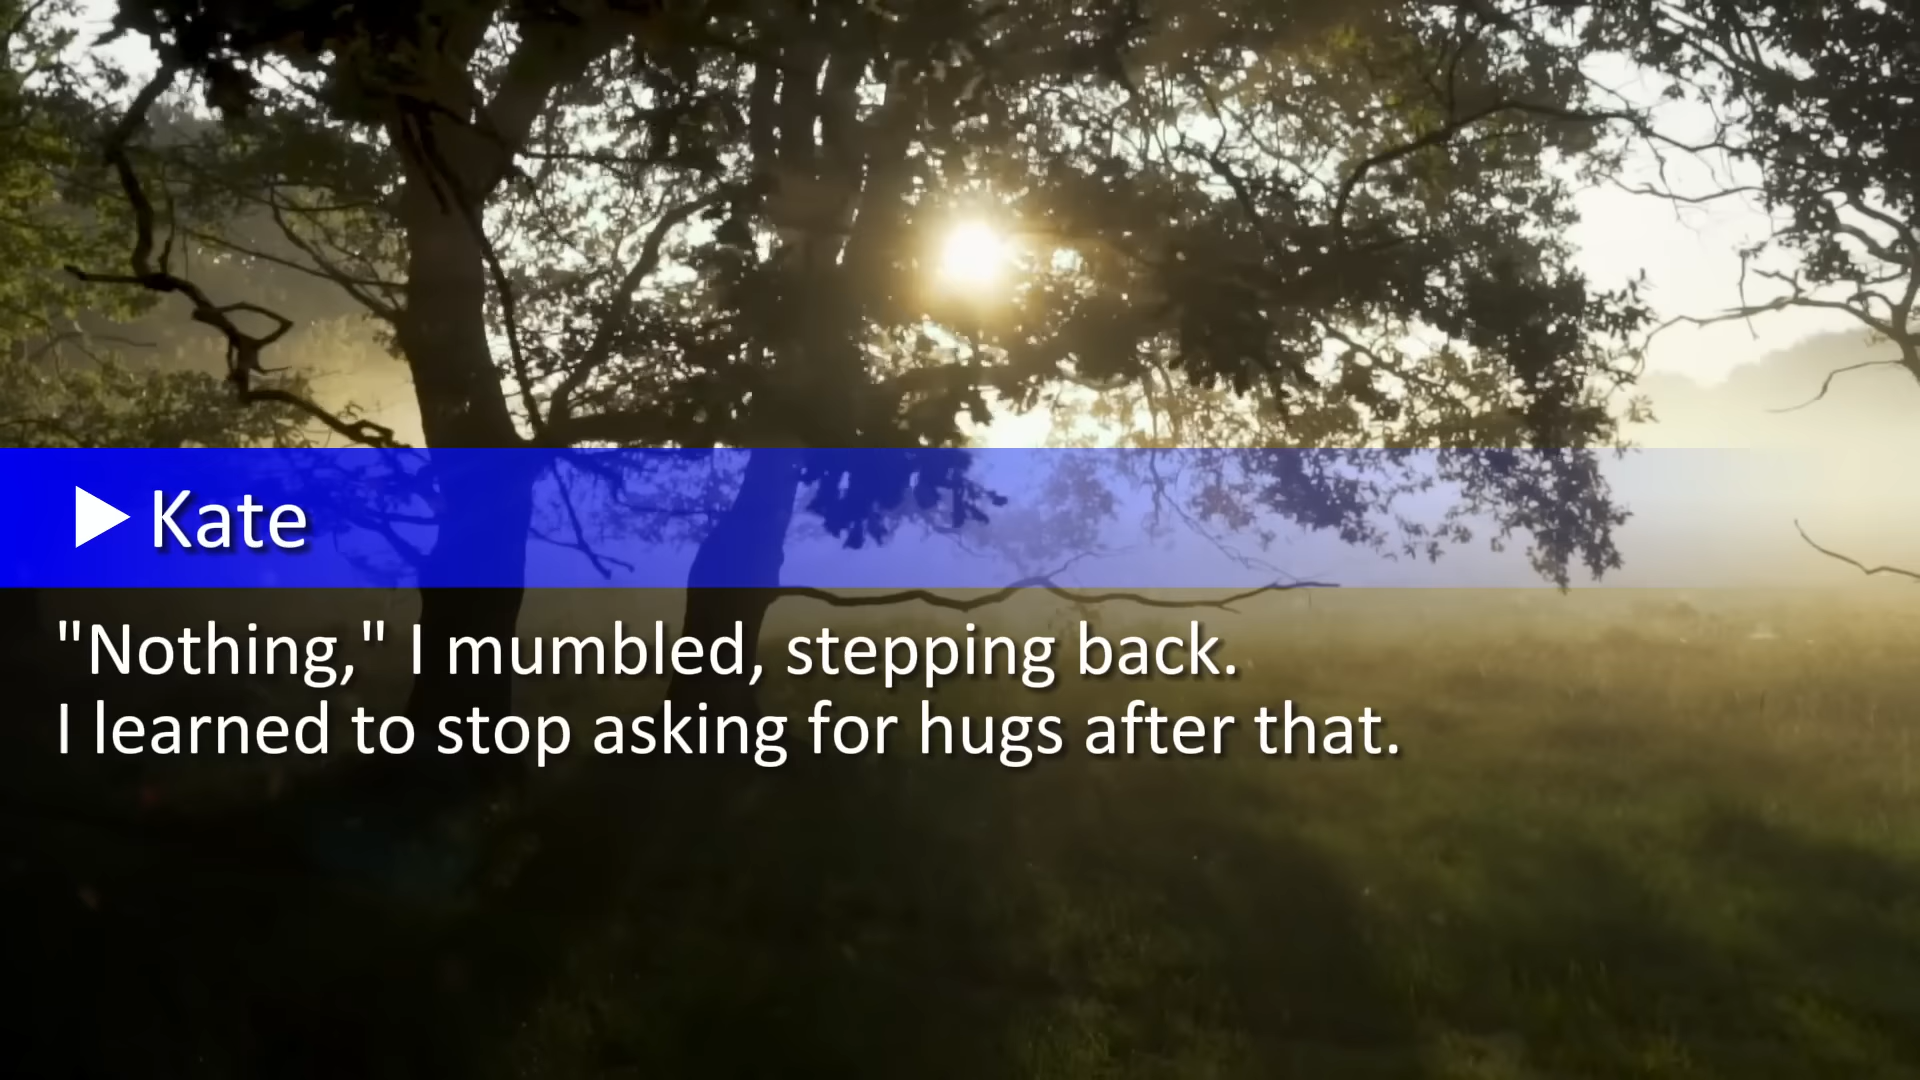 Kate
"Nothing," I mumbled, stepping back.
I learned to stop asking for hugs after that.